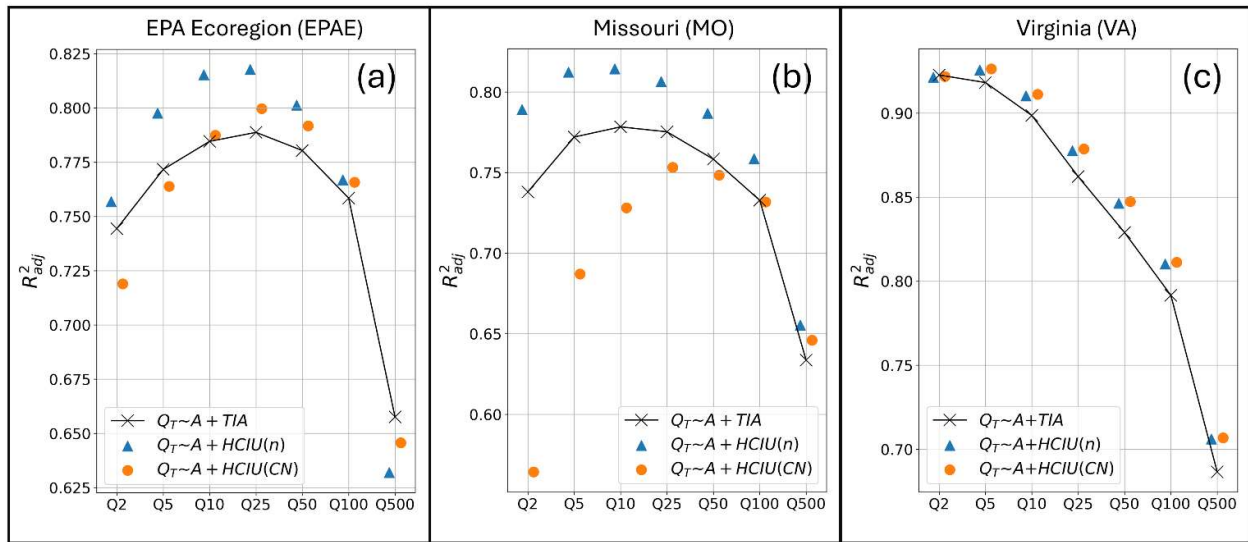 EPA Ecoregion (EPAE)
(a)
R²adj
0.825
0.800
0.775
0.750
0.725
0.700
0.675
0.650
0.625
Q_T~A + TIA
Q_T~A + HCIU(n)
Q_T~A + HCIU(CN)
Q2 Q5 Q10 Q25 Q50 Q100 Q500
Missouri (MO)
(b)
R²adj
0.80
0.75
0.70
0.65
0.60
Q_T~A + TIA
Q_T~A + HCIU(n)
Q_T~A + HCIU(CN)
Q2 Q5 Q10 Q25 Q50 Q100 Q500
Virginia (VA)
(c)
R²adj
0.90
0.85
0.80
0.75
0.70
Q_T~A+TIA
Q_T~A+HCIU(n)
Q_T~A+HCIU(CN)
Q2 Q5 Q10 Q25 Q50 Q100 Q500